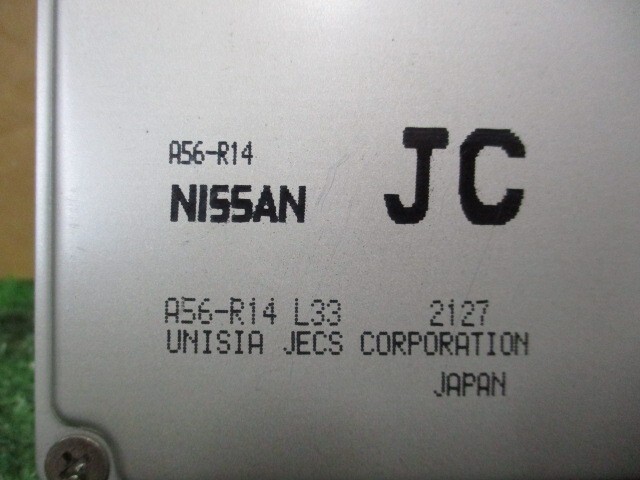 A56-R14
NISSAN JC
A56-R14 L33 2127
UNISIA JECS CORPORATION
JAPAN